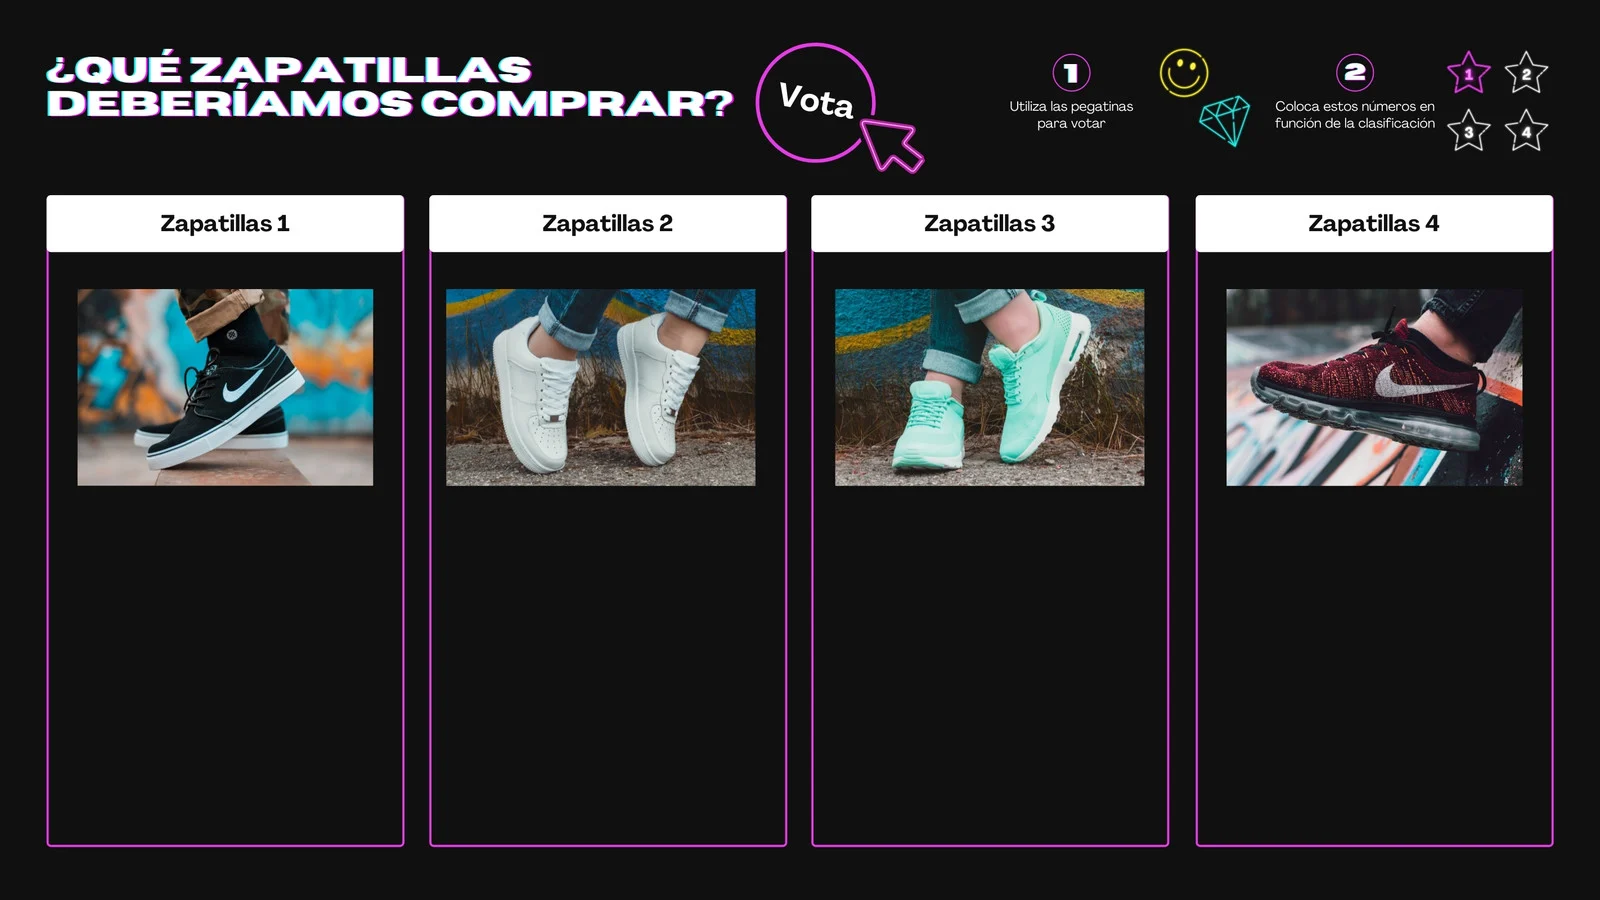 ¿QUÉ ZAPATILLAS
DEBERÍAMOS COMPRAR?
Vota
1
Utiliza las pegatinas
para votar
2
Coloca estos números en
función de la clasificación
1
2
3
4
Zapatillas 1
Zapatillas 2
Zapatillas 3
Zapatillas 4